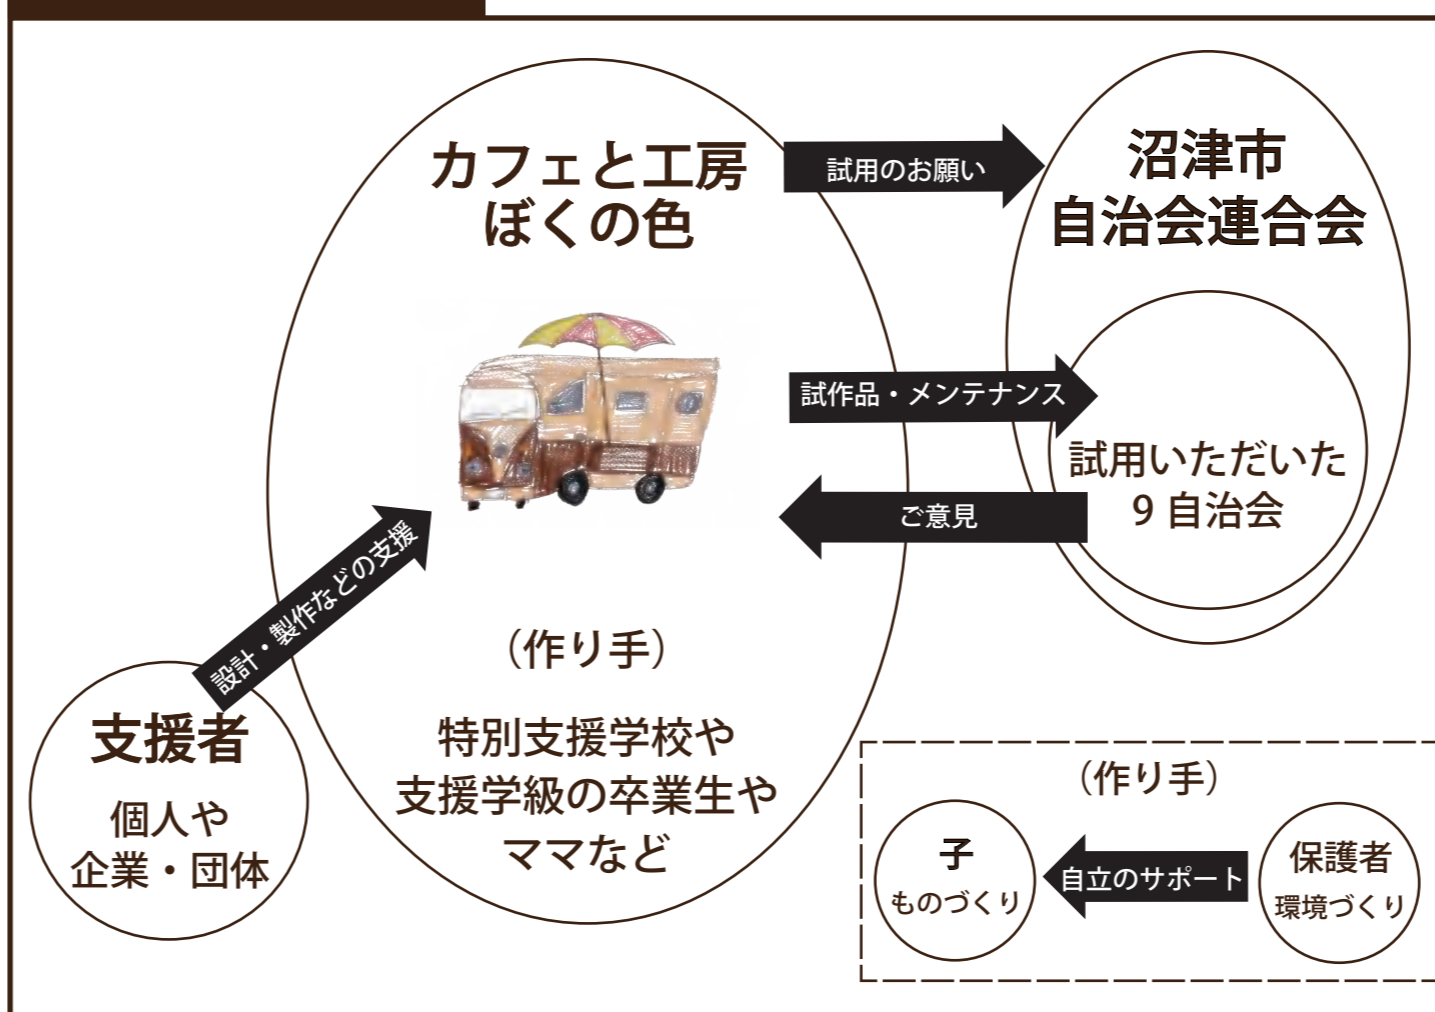 カフェと工房
ぼくの色
試用のお願い
沼津市
自治会連合会
試作品・メンテナンス
試用いただいた
9 自治会
ご意見
設計・製作などの支援
支援者
個人や
企業・団体
（作り手）
特別支援学校や
支援学級の卒業生や
ママなど
（作り手）
子
ものづくり
自立のサポート
保護者
環境づくり